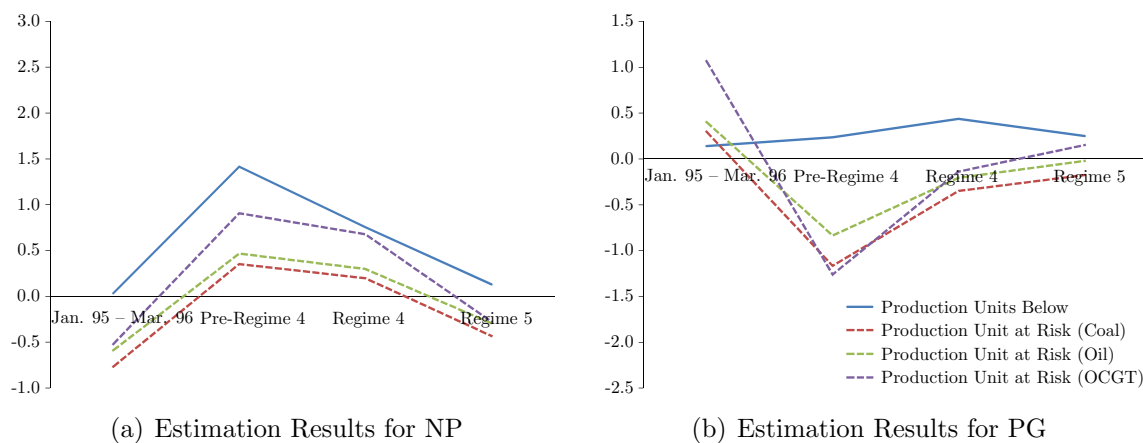 3.0
2.5
2.0
1.5
1.0
0.5
0.0
-0.5
-1.0
Jan. 95 – Mar. 96 Pre-Regime 4 Regime 4 Regime 5
(a) Estimation Results for NP
1.5
1.0
0.5
0.0
-0.5
-1.0
-1.5
-2.0
-2.5
Jan. 95 – Mar. 96 Pre-Regime 4 Regime 4 Regime 5
Production Units Below
Production Unit at Risk (Coal)
Production Unit at Risk (Oil)
Production Unit at Risk (OCGT)
(b) Estimation Results for PG